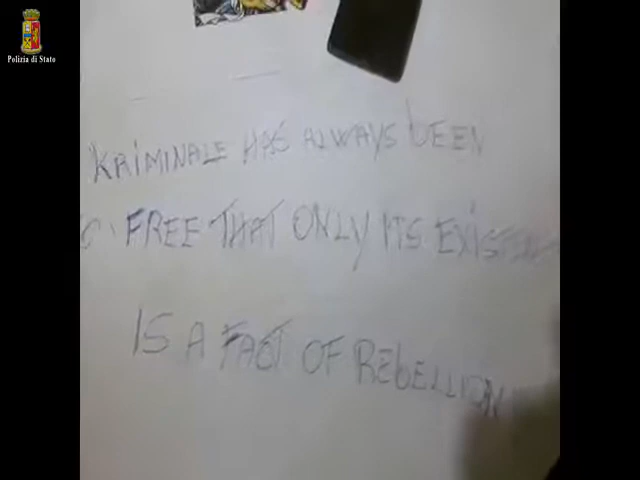 Polizia di Stato
KRIMINALE HAS ALWAYS BEEN
FREE THAT ONLY ITS
IS A FACT OF REBELLION